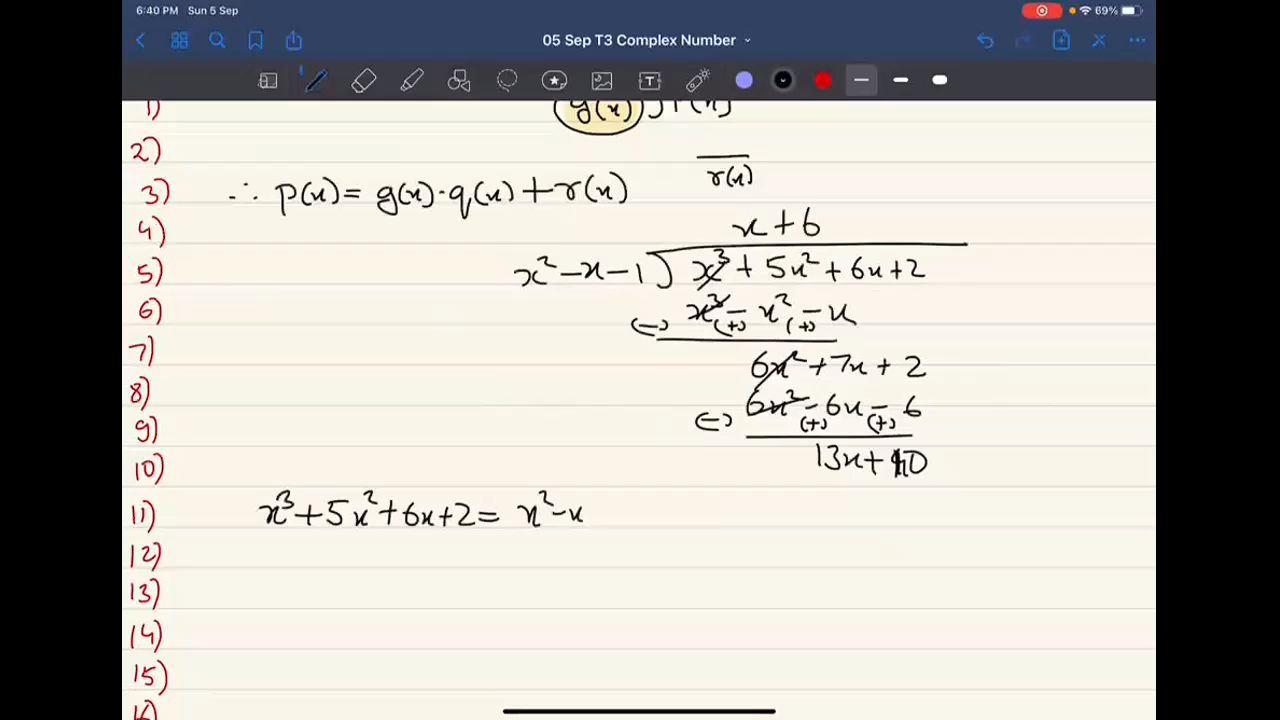 6:40 PM Sun 5 Sep 69%
05 Sep T3 Complex Number
1) g(x) ) p(x)
2)
r(x)
3) ∴ p(x) = g(x)·q(x) + r(x)
4) x + 6
5) x² - x - 1 ) x³ + 5x² + 6x + 2
6) (-) x³ - x² - x
(+) (+)
7) 6x² + 7x + 2
8) 6x² - 6x - 6
9) (-) (+) (+)
10) 13x + 10
11) x³ + 5x² + 6x + 2 = x² - x
12)
13)
14)
15)